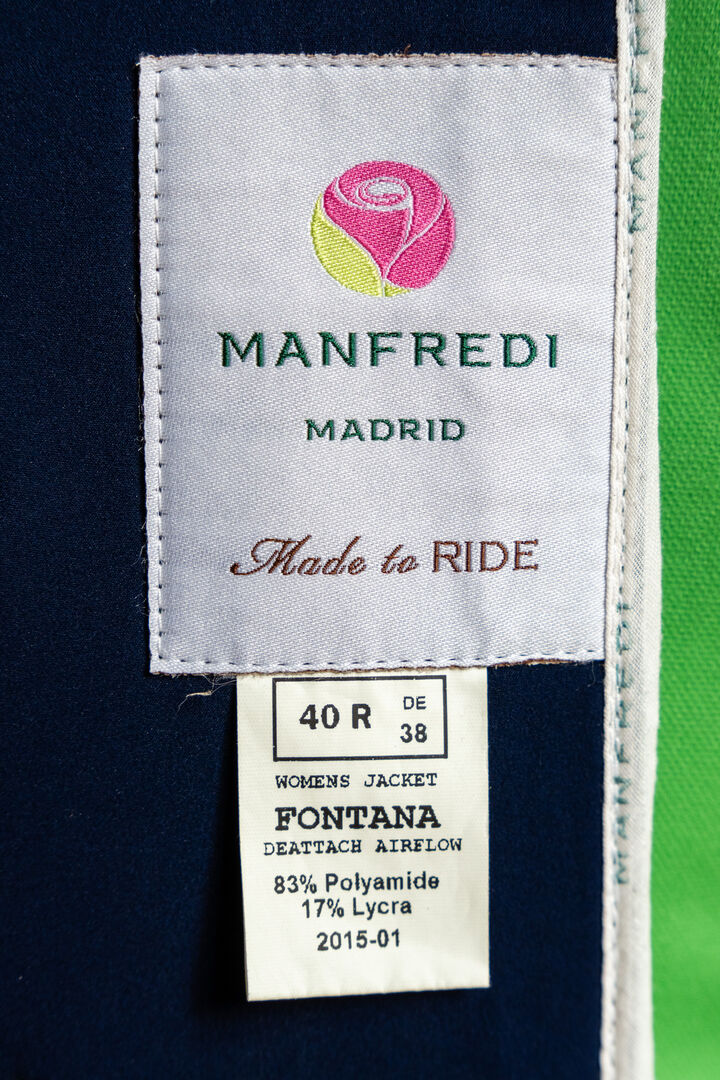 MANFREDI
MADRID
Made to RIDE
40 R
DE
38
WOMENS JACKET
FONTANA
DEATTACH AIRFLOW
83% Polyamide
17% Lycra
2015-01
MANFREDI